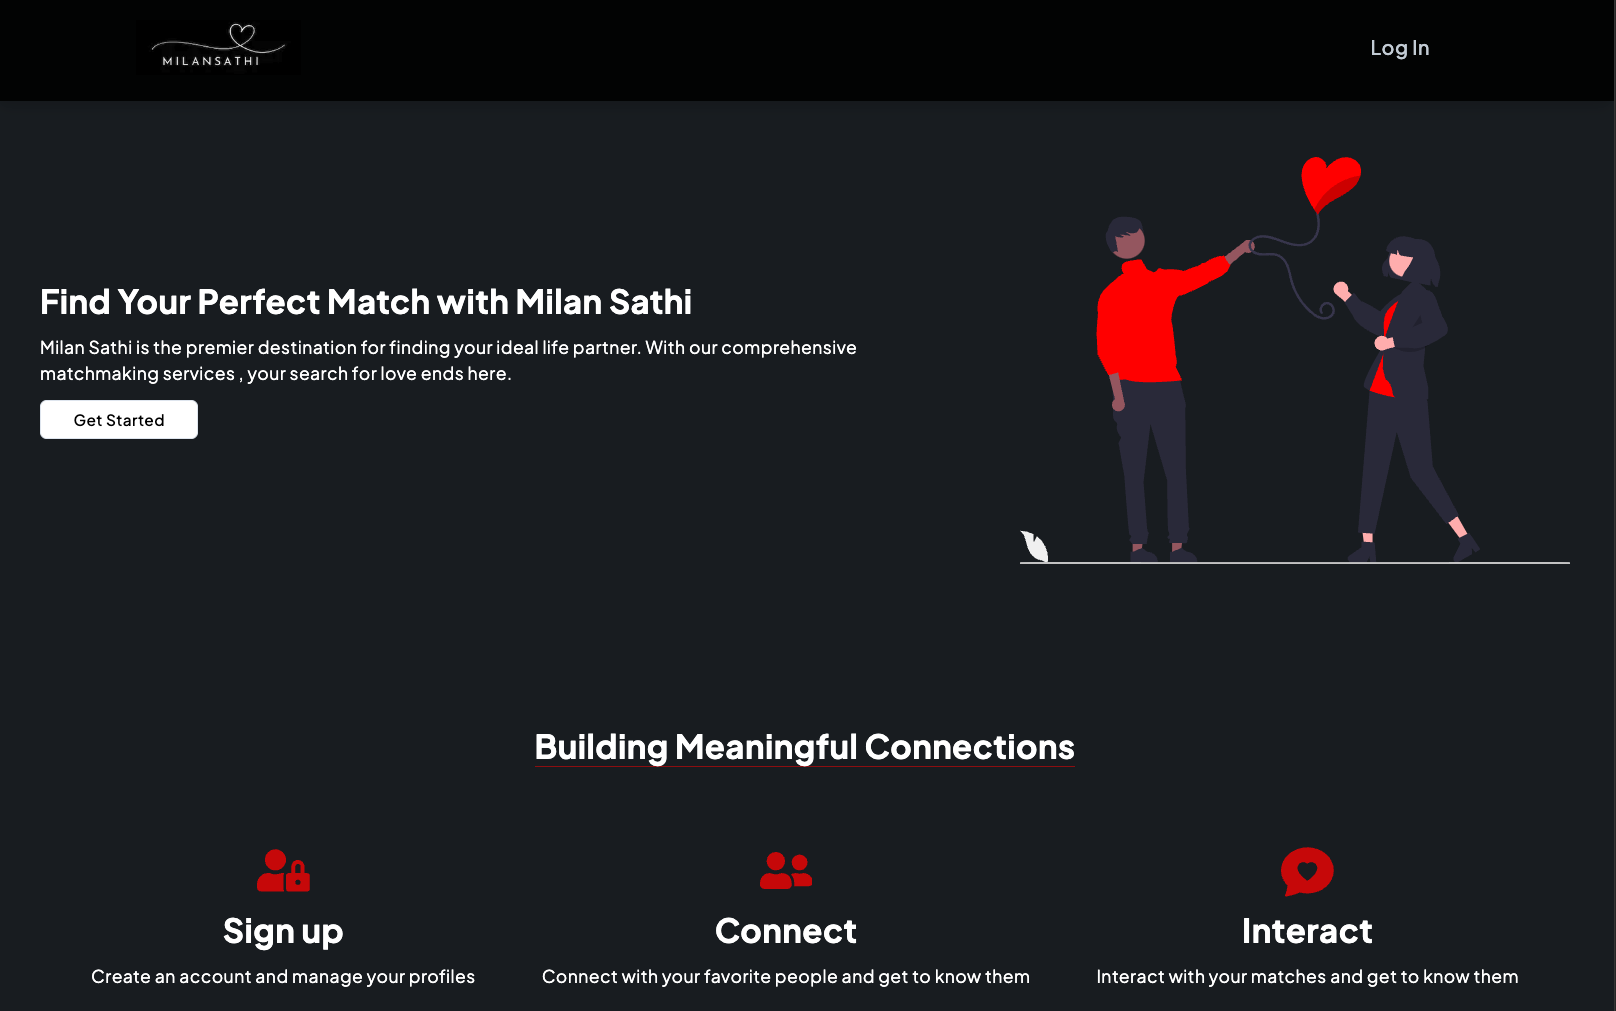 MILANSATHI
Log In
Find Your Perfect Match with Milan Sathi
Milan Sathi is the premier destination for finding your ideal life partner. With our comprehensive
matchmaking services , your search for love ends here.
Get Started
Building Meaningful Connections
Sign up
Create an account and manage your profiles
Connect
Connect with your favorite people and get to know them
Interact
Interact with your matches and get to know them